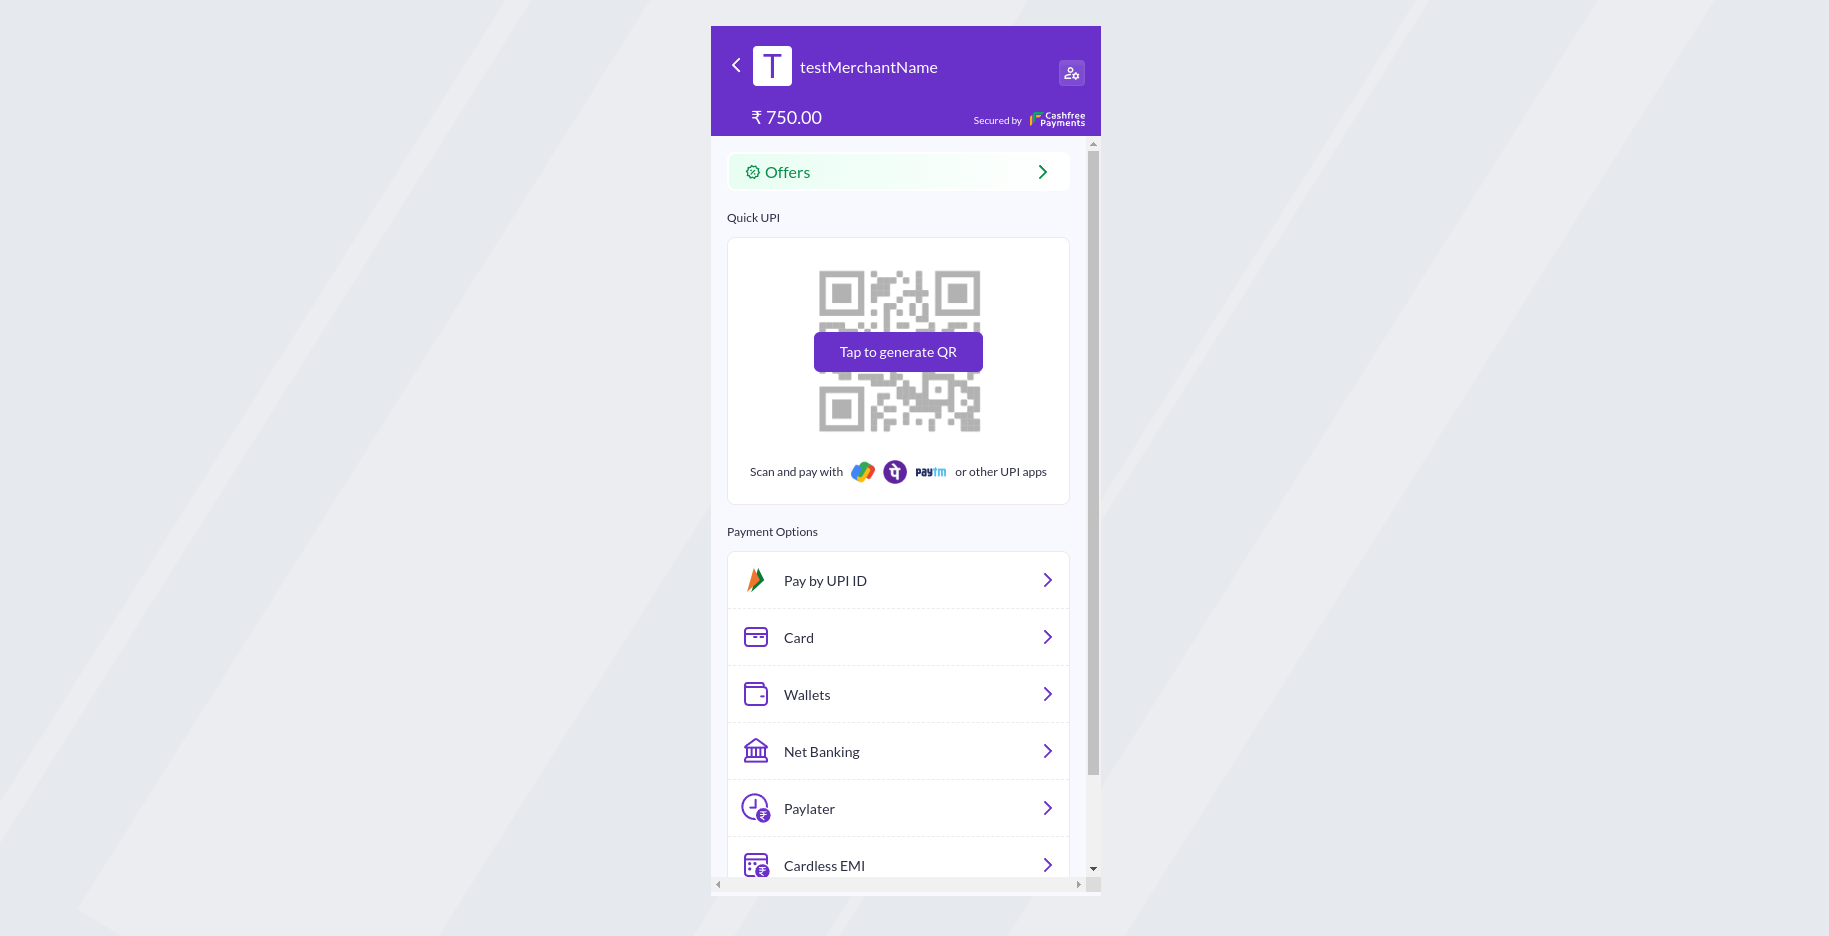 T testMerchantName
₹ 750.00
Secured by Cashfree Payments
Offers
Quick UPI
Tap to generate QR
Scan and pay with पे paytm or other UPI apps
Payment Options
Pay by UPI ID
Card
Wallets
Net Banking
₹
Paylater
₹
Cardless EMI